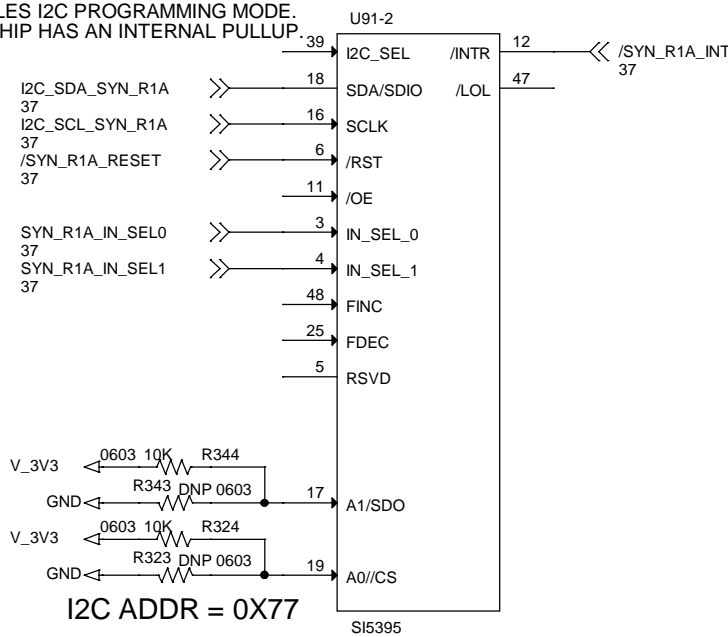 LES I2C PROGRAMMING MODE.
HIP HAS AN INTERNAL PULLUP.
U91-2
39 I2C_SEL /INTR 12 /SYN_R1A_INT
37
I2C_SDA_SYN_R1A 18 SDA/SDIO /LOL 47
37
I2C_SCL_SYN_R1A 16 SCLK
37
/SYN_R1A_RESET 6 /RST
37
11 /OE
SYN_R1A_IN_SEL0 3 IN_SEL_0
37
SYN_R1A_IN_SEL1 4 IN_SEL_1
37
48 FINC
25 FDEC
5 RSVD
V_3V3 0603 10K R344
GND R343 DNP 0603 17 A1/SDO
V_3V3 0603 10K R324
GND R323 DNP 0603 19 A0//CS
I2C ADDR = 0X77
SI5395